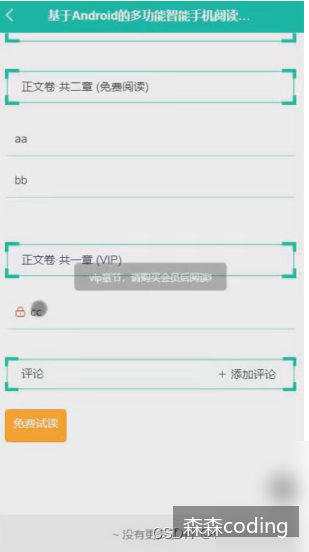 基于Android的多功能智能手机阅读...
正文卷·共二章 (免费阅读)
aa
bb
正文卷·共一章 (VIP)
vip章节，请购买会员后阅读!
cc
评论
+ 添加评论
免费试读
~ 没有更
森森coding